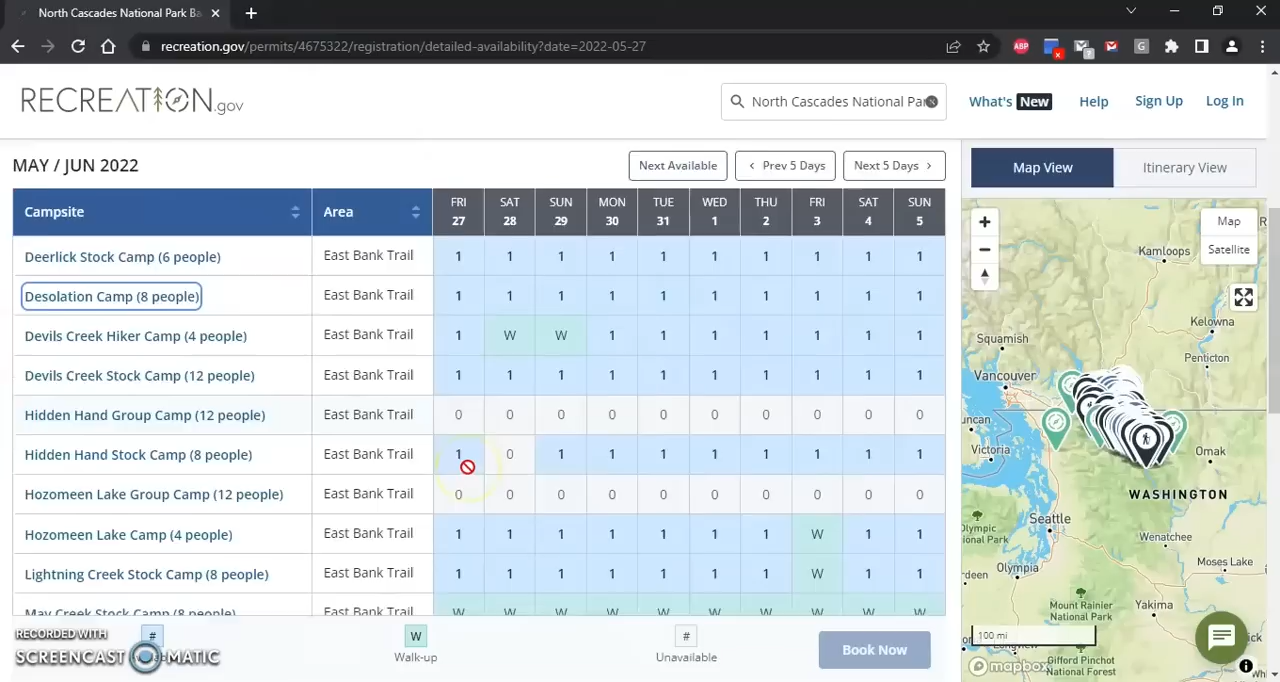 North Cascades National Park Ba
recreation.gov/permits/4675322/registration/detailed-availability?date=2022-05-27
ABP
G
RECREATION.gov
North Cascades National Par
What's New
Help
Sign Up
Log In
MAY / JUN 2022
Next Available
Prev 5 Days
Next 5 Days
Map View
Itinerary View
Campsite Area FRI 27 SAT 28 SUN 29 MON 30 TUE 31 WED 1 THU 2 FRI 3 SAT 4 SUN 5
Deerlick Stock Camp (6 people) East Bank Trail 1 1 1 1 1 1 1 1 1 1
Desolation Camp (8 people) East Bank Trail 1 1 1 1 1 1 1 1 1 1
Devils Creek Hiker Camp (4 people) East Bank Trail 1 W W 1 1 1 1 1 1 1
Devils Creek Stock Camp (12 people) East Bank Trail 1 1 1 1 1 1 1 1 1 1
Hidden Hand Group Camp (12 people) East Bank Trail 0 0 0 0 0 0 0 0 0 0
Hidden Hand Stock Camp (8 people) East Bank Trail 1 0 1 1 1 1 1 1 1 1
Hozomeen Lake Group Camp (12 people) East Bank Trail 0 0 0 0 0 0 0 0 0 0
Hozomeen Lake Camp (4 people) East Bank Trail 1 1 1 1 1 1 1 W 1 1
Lightning Creek Stock Camp (8 people) East Bank Trail 1 1 1 1 1 1 1 W 1 1
May Creek Stock Camp (8 people) East Bank Trail W W W W W W W W W W
#
W
Walk-up
#
Unavailable
Book Now
RECORDED WITH
SCREENCAST MATIC
Map
Satellite
Kamloops
Kelowna
Squamish
Penticton
Vancouver
Victoria
Omak
WASHINGTON
Seattle
Wenatchee
Moses Lake
Olympia
Mount Rainier
National Park
Yakima
100 mi
Gifford Pinchot
National Forest
mapbox